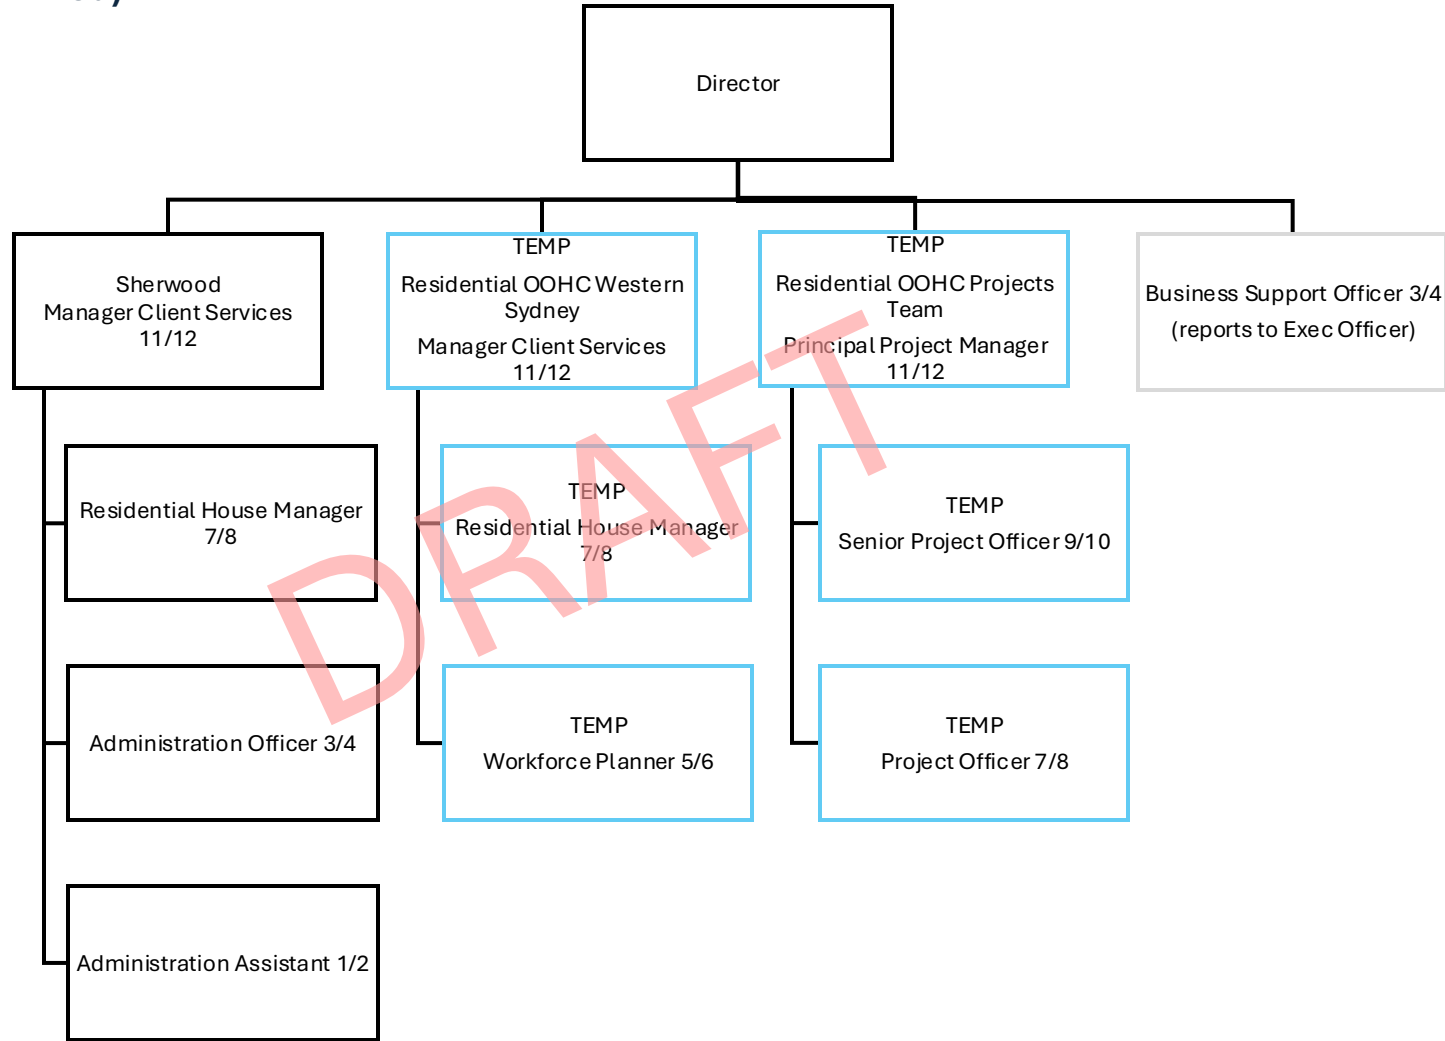 Director
Sherwood
Manager Client Services
11/12
TEMP
Residential OOHC Western
Sydney
Manager Client Services
11/12
TEMP
Residential OOHC Projects
Team
Principal Project Manager
11/12
Business Support Officer 3/4
(reports to Exec Officer)
Residential House Manager
7/8
TEMP
Residential House Manager
7/8
TEMP
Senior Project Officer 9/10
Administration Officer 3/4
TEMP
Workforce Planner 5/6
TEMP
Project Officer 7/8
Administration Assistant 1/2
DRAFT